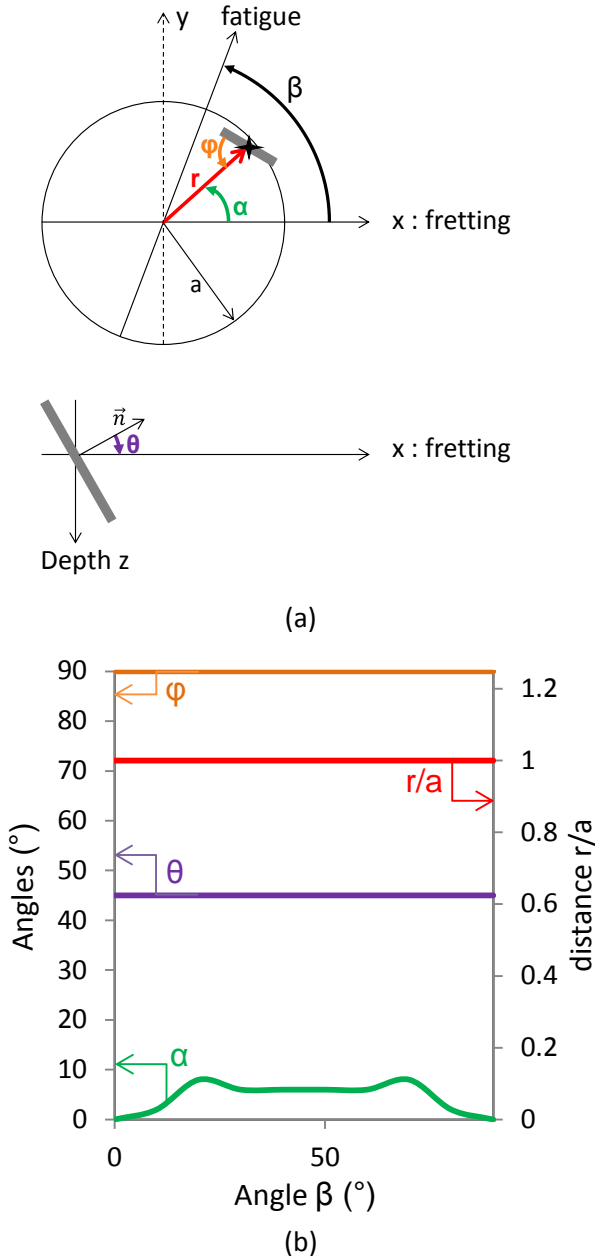 y
fatigue
β
φ
r
α
x : fretting
a
n⃗
θ
x : fretting
Depth z
(a)
90
80
70
60
50
40
30
20
10
0
Angles (°)
φ
r/a
θ
α
1.2
1
0.8
0.6
0.4
0.2
0
distance r/a
0
50
Angle β (°)
(b)